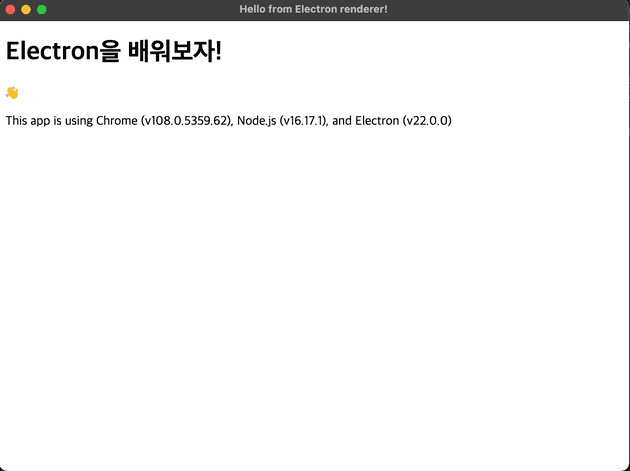 Hello from Electron renderer!
Electron을 배워보자!
👋
This app is using Chrome (v108.0.5359.62), Node.js (v16.17.1), and Electron (v22.0.0)